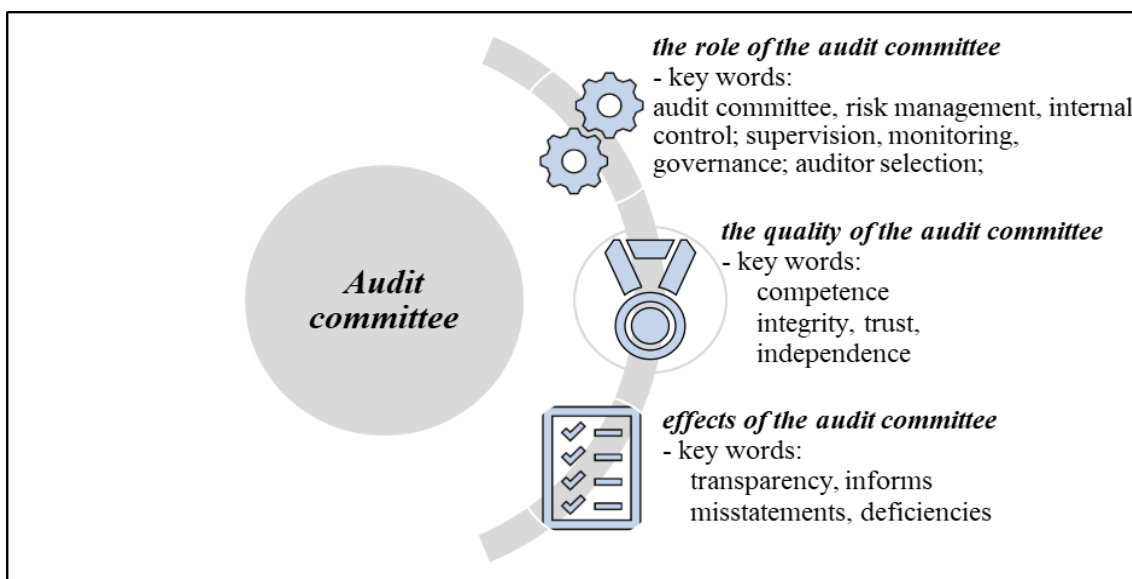 the role of the audit committee
- key words:
audit committee, risk management, internal
control; supervision, monitoring,
governance; auditor selection;
Audit
committee
the quality of the audit committee
- key words:
competence
integrity, trust,
independence
effects of the audit committee
- key words:
transparency, informs
misstatements, deficiencies